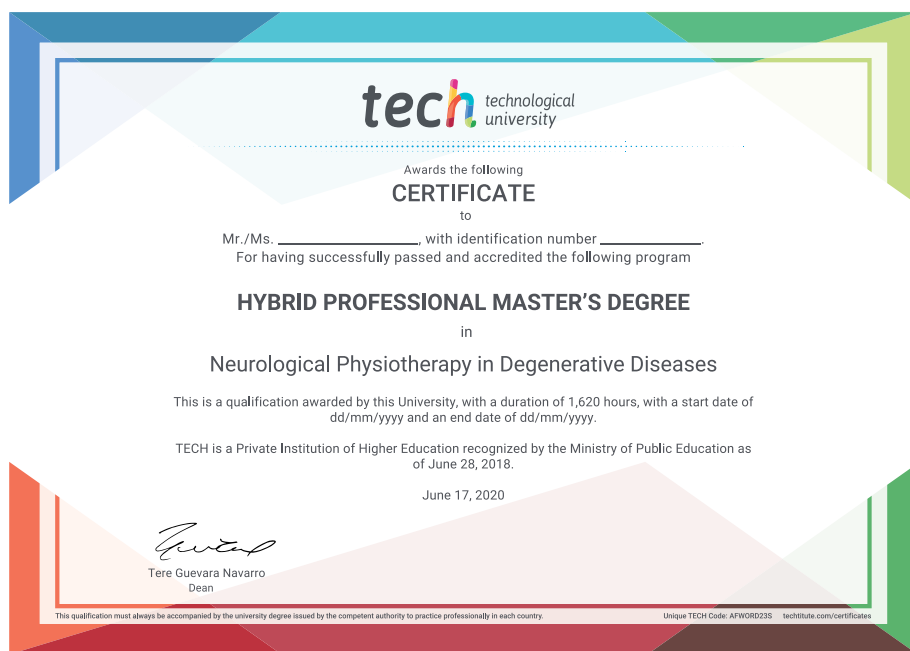 tech technological
university
Awards the following
CERTIFICATE
to
Mr./Ms. ____________________, with identification number ______________.
For having successfully passed and accredited the following program
HYBRID PROFESSIONAL MASTER'S DEGREE
in
Neurological Physiotherapy in Degenerative Diseases
This is a qualification awarded by this University, with a duration of 1,620 hours, with a start date of
dd/mm/yyyy and an end date of dd/mm/yyyy.
TECH is a Private Institution of Higher Education recognized by the Ministry of Public Education as
of June 28, 2018.
June 17, 2020
Tere Guevara Navarro
Dean
This qualification must always be accompanied by the university degree issued by the competent authority to practice professionally in each country.
Unique TECH Code: AFWORD23S techtitute.com/certificates